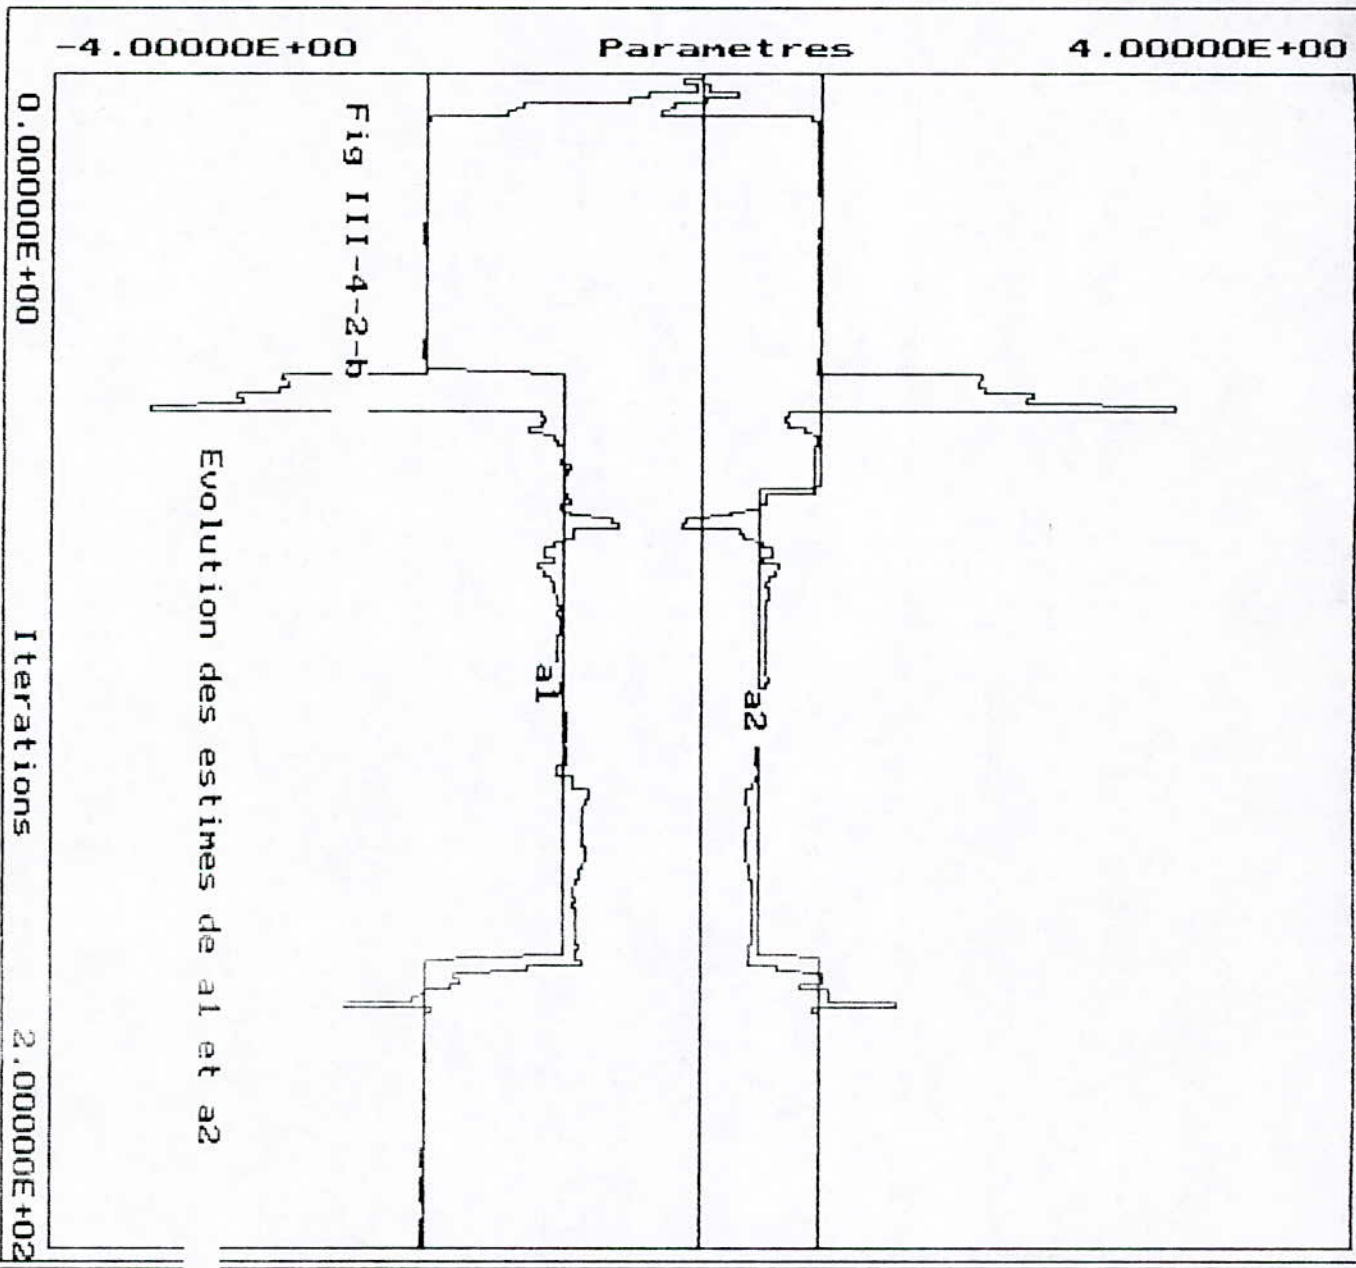 -4.00000E+00 Parametres 4.00000E+00
Fig III-4-2-b
a2
a1
Evolution des estimes de a1 et a2
0.00000E+00 Iterations 2.00000E+02